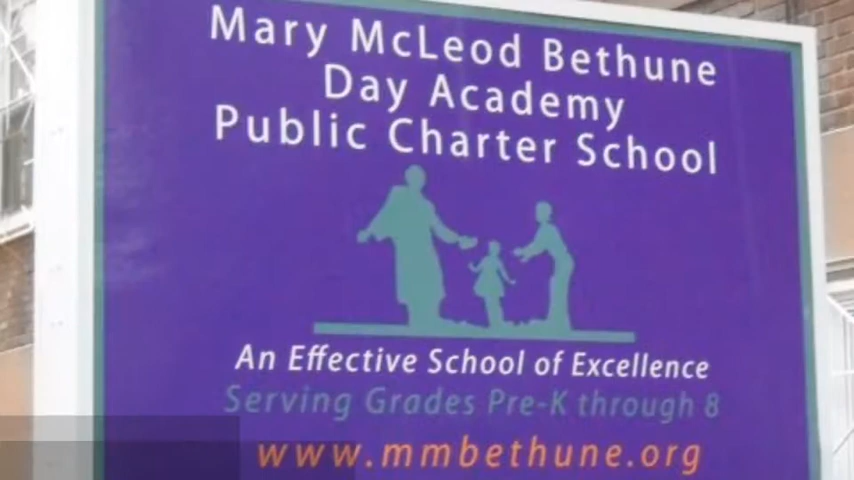 Mary McLeod Bethune
Day Academy
Public Charter School
An Effective School of Excellence
Serving Grades Pre-K through 8
www.mmbethune.org